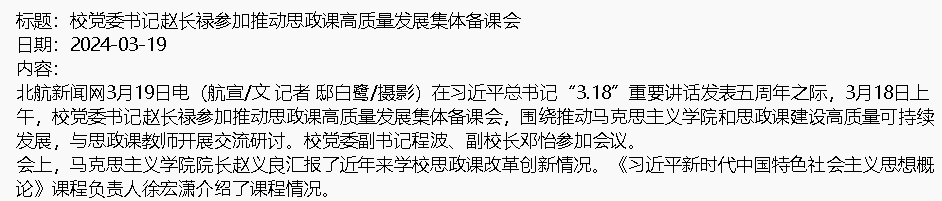 标题：校党委书记赵长禄参加推动思政课高质量发展集体备课会
日期：2024-03-19
内容：
北航新闻网3月19日电（航宣/文 记者 邸白鹭/摄影）在习近平总书记“3.18”重要讲话发表五周年之际，3月18日上
午，校党委书记赵长禄参加推动思政课高质量发展集体备课会，围绕推动马克思主义学院和思政课建设高质量可持续
发展，与思政课教师开展交流研讨。校党委副书记程波、副校长邓怡参加会议。
会上，马克思主义学院院长赵义良汇报了近年来学校思政课改革创新情况。《习近平新时代中国特色社会主义思想概
论》课程负责人徐宏潇介绍了课程情况。